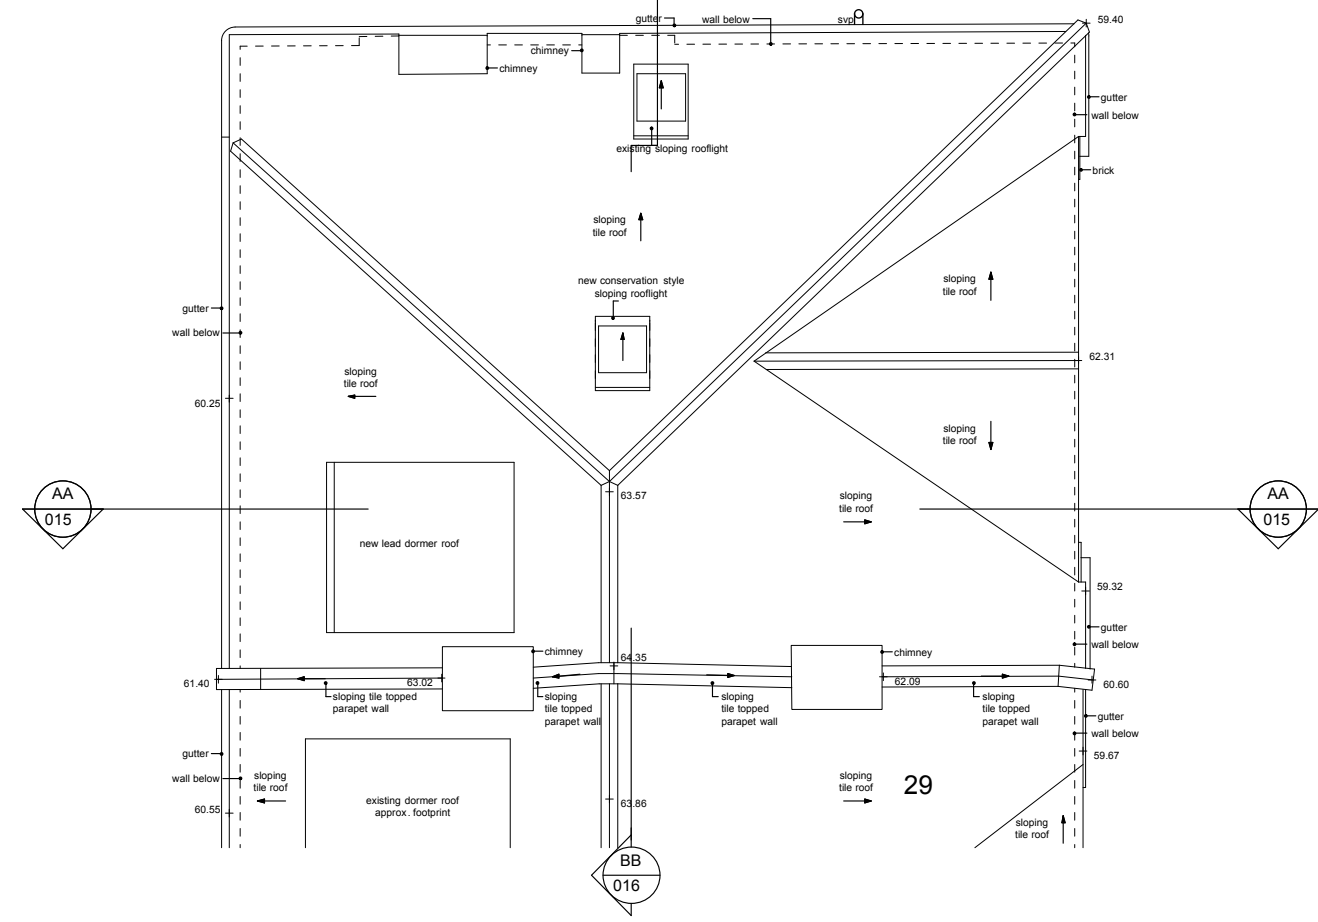 gutter
wall below
svp
59.40
chimney
chimney
gutter
wall below
existing sloping rooflight
brick
sloping
tile roof
new conservation style
sloping rooflight
sloping
tile roof
gutter
wall below
62.31
sloping
tile roof
60.25
sloping
tile roof
AA
015
63.57
sloping
tile roof
AA
015
new lead dormer roof
59.32
gutter
wall below
chimney
chimney
64.35
61.40
63.02
62.09
60.60
sloping tile topped
parapet wall
sloping
tile topped
parapet wall
sloping
tile topped
parapet wall
sloping
tile topped
parapet wall
gutter
wall below
59.67
gutter
wall below
sloping
tile roof
60.55
existing dormer roof
approx. footprint
63.86
sloping
tile roof
29
sloping
tile roof
BB
016